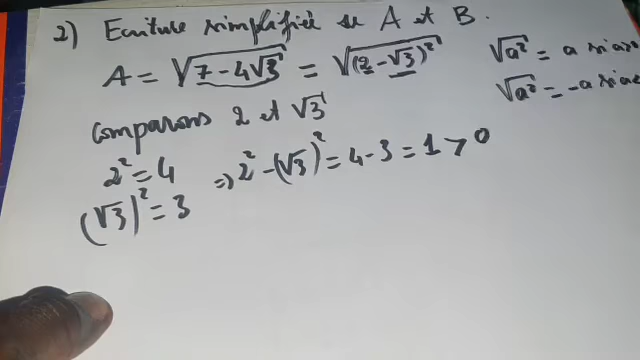 2) Ecriture simplifiée de A et B.
A = √(7 - 4√3) = √((2 - √3)²)
√a² = a si a≥0
√a² = -a si a≤
Comparons 2 et √3
2² = 4 ⇒ 2² - (√3)² = 4 - 3 = 1 > 0
(√3)² = 3